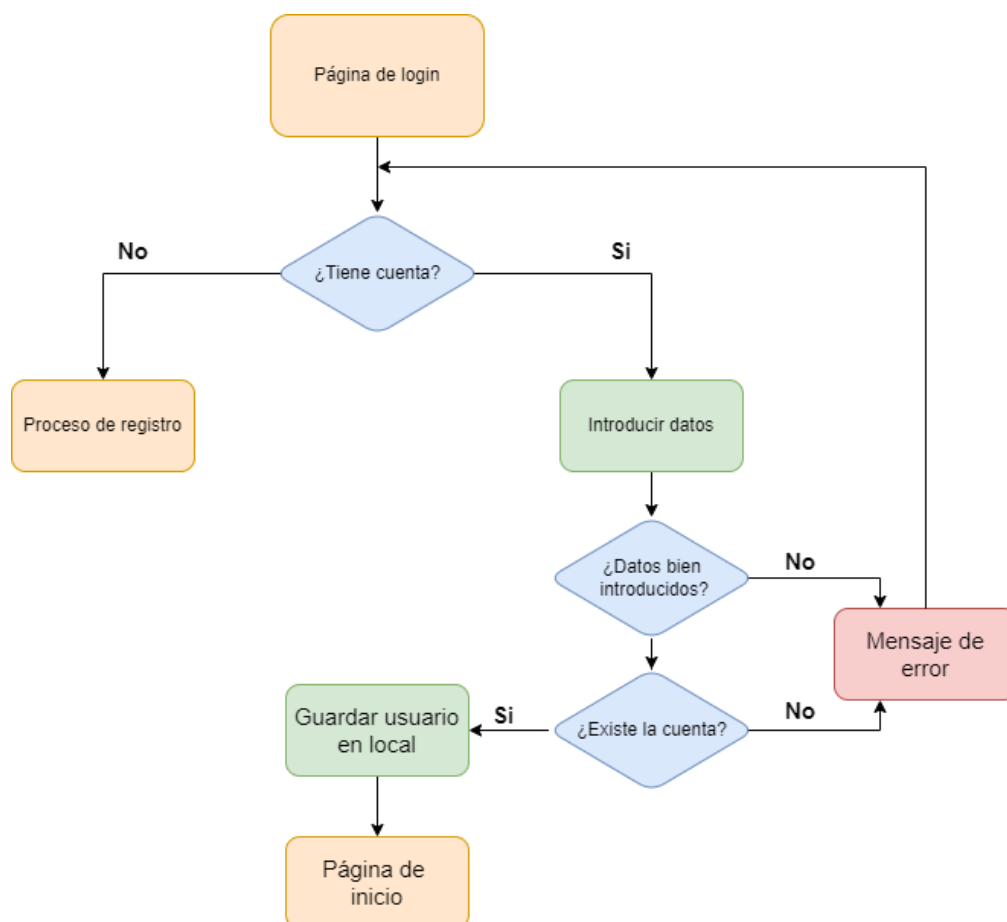 Página de login
No
Si
¿Tiene cuenta?
Proceso de registro
Introducir datos
¿Datos bien
introducidos?
No
Mensaje de
error
Guardar usuario
en local
Si
¿Existe la cuenta?
No
Página de
inicio